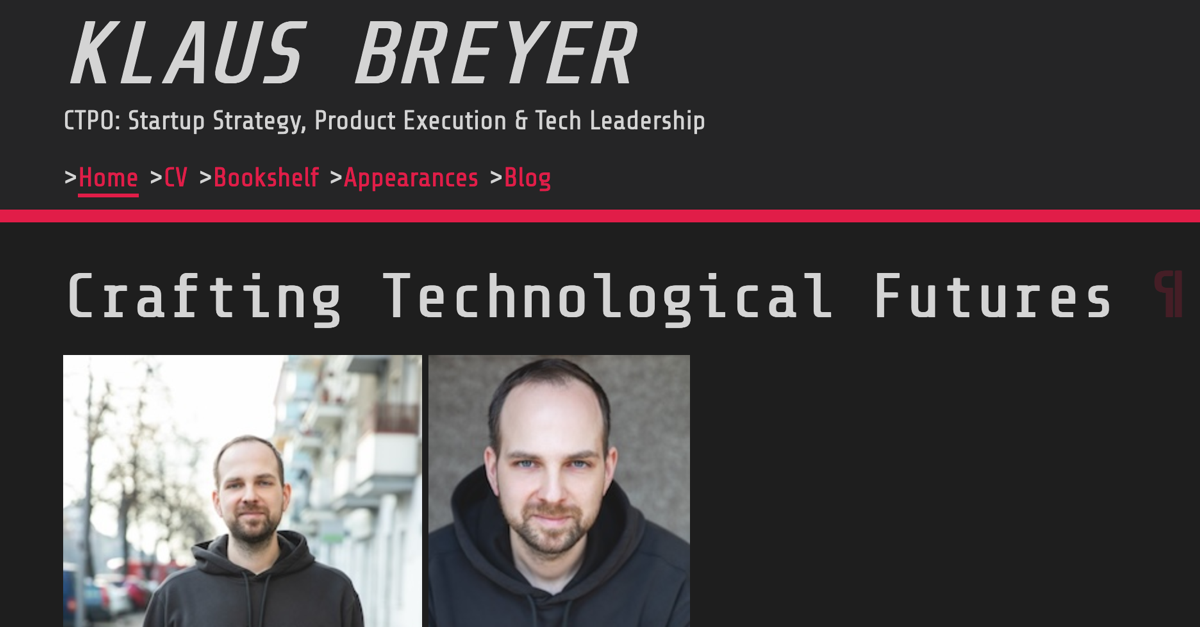 KLAUS BREYER
CTPO: Startup Strategy, Product Execution & Tech Leadership
>Home >CV >Bookshelf >Appearances >Blog
Crafting Technological Futures ¶